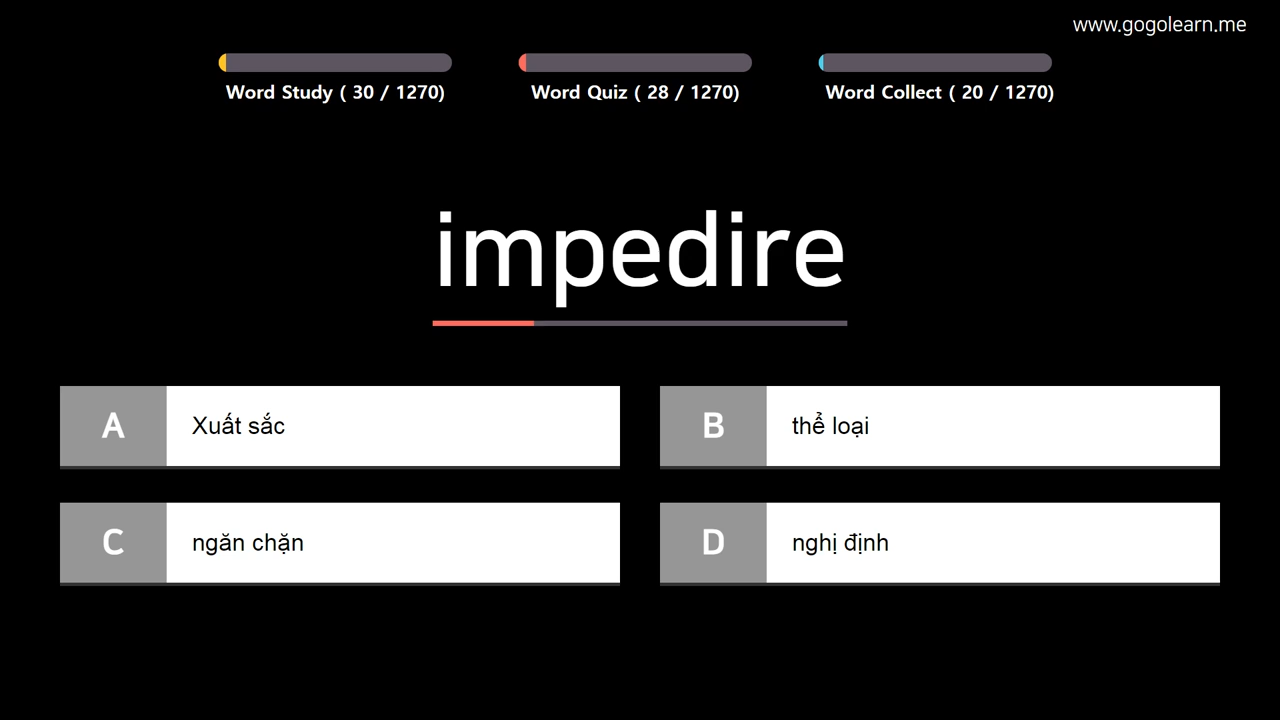 www.gogolearn.me
Word Study ( 30 / 1270)
Word Quiz ( 28 / 1270)
Word Collect ( 20 / 1270)
impedire
A
Xuất sắc
B
thể loại
C
ngăn chặn
D
nghị định